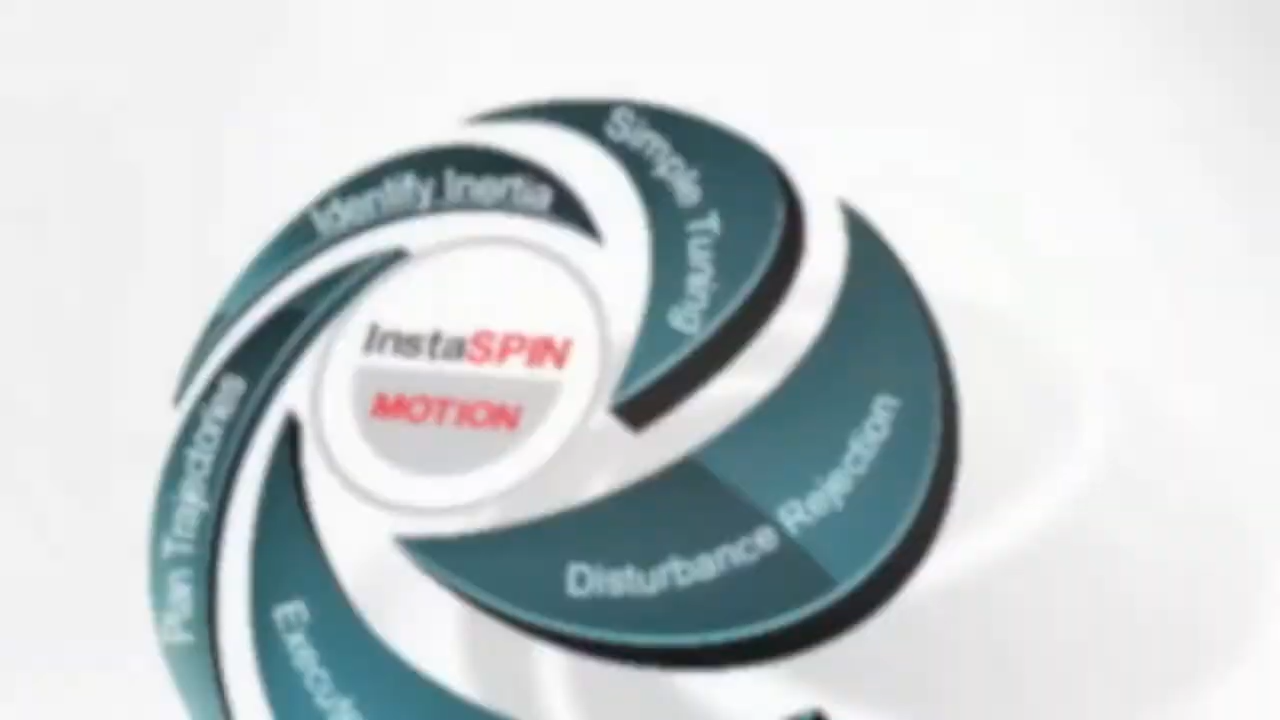 Simple Tuning
Identify Inertia
InstaSPIN
MOTION
Plan Trajectories
Disturbance Rejection